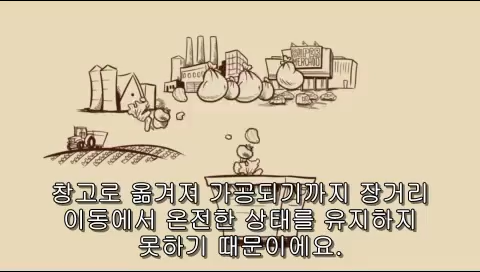 창고로 옮겨져 가공되기까지 장거리
이동에서 온전한 상태를 유지하지
못하기 때문이에요.